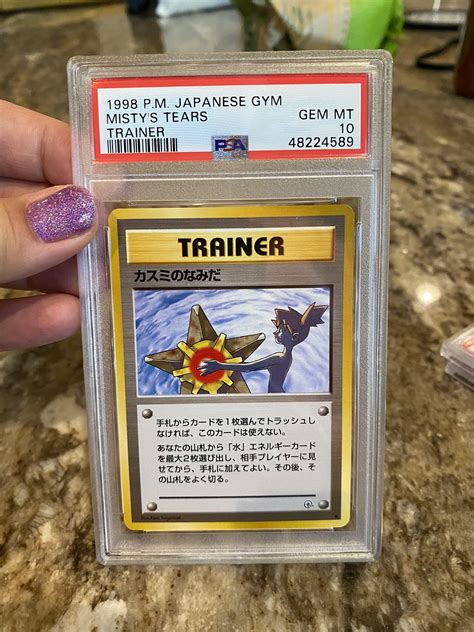 1998 P.M. JAPANESE GYM
MISTY'S TEARS GEM MT
TRAINER 10
PSA 48224589
TRAINER
カスミのなみだ
手札からカードを1枚選んでトラッシュし
なければ、このカードは使えない。
あなたの山札から「水」エネルギーカード
を最大2枚選び出し、相手プレイヤーに見
せてから、手札に加えてよい。その後、そ
の山札をよく切る。